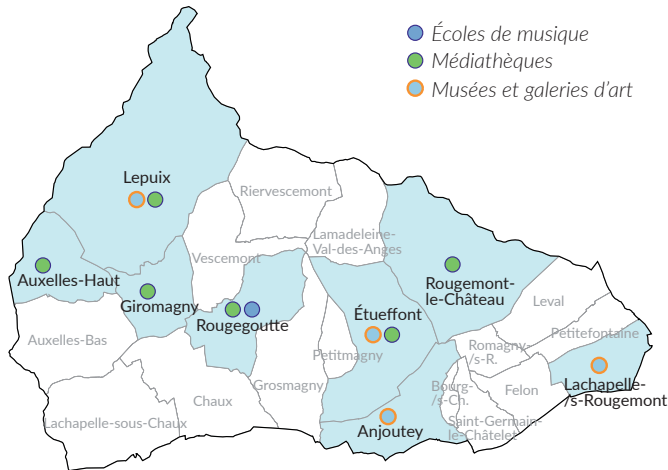 Écoles de musique
Médiathèques
Musées et galeries d'art
Lepuix
Riervescemont
Lamadeleine-
Val-des-Anges
Vescemont
Auxelles-Haut
Giromagny
Rougegoutte
Rougemont-
le-Château
Étueffont
Leval
Auxelles-Bas
Petitmagny
Romagny-
/s-R.
Petitefontaine
Grosmagny
Bourg-
/s-Ch.
Felon
Lachapelle-
/s-Rougemont
Chaux
Lachapelle-sous-Chaux
Anjoutey
Saint-Germain-
le-Châtelet